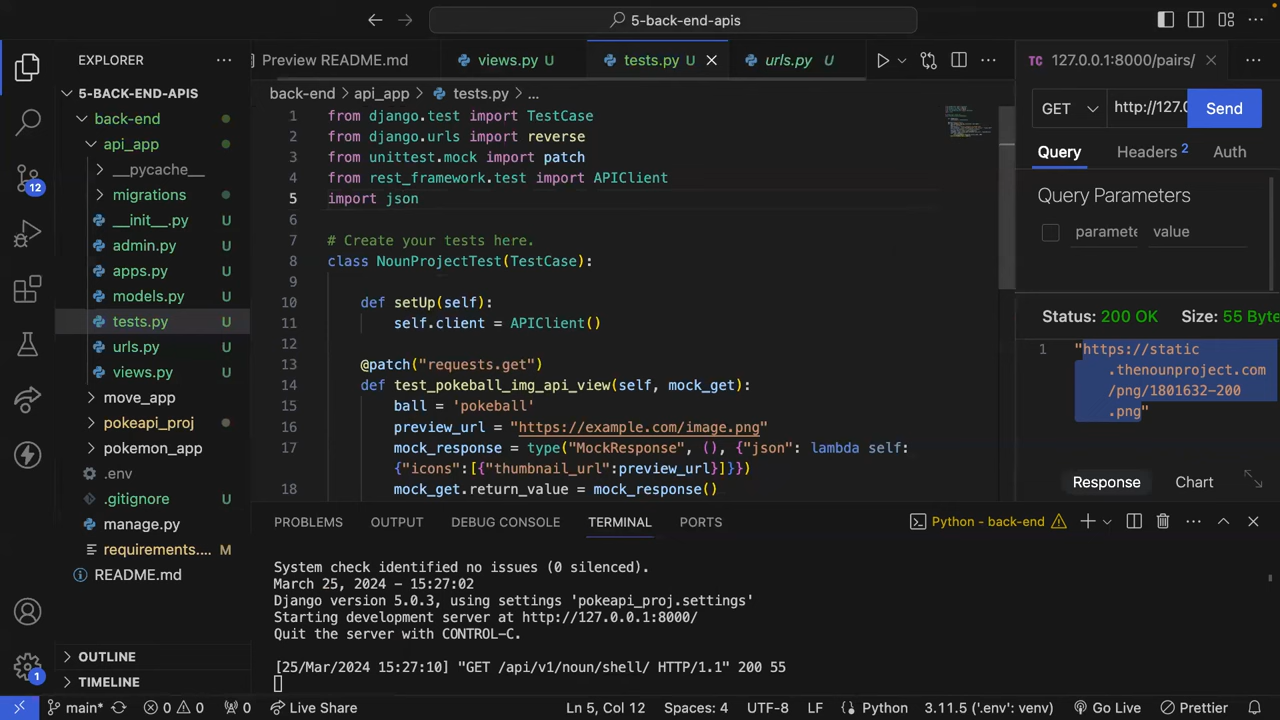 5-back-end-apis
EXPLORER
5-BACK-END-APIS
back-end
api_app
__pycache__
migrations
__init__.py U
admin.py U
apps.py U
models.py U
tests.py U
urls.py U
views.py U
move_app
pokeapi_proj
pokemon_app
.env
.gitignore U
manage.py
requirements.... M
README.md
OUTLINE
TIMELINE
12
1
Preview README.md
views.py U
tests.py U
urls.py U
back-end > api_app > tests.py > ...
1 from django.test import TestCase
2 from django.urls import reverse
3 from unittest.mock import patch
4 from rest_framework.test import APIClient
5 import json
6
7 # Create your tests here.
8 class NounProjectTest(TestCase):
9
10 def setUp(self):
11 self.client = APIClient()
12
13 @patch("requests.get")
14 def test_pokeball_img_api_view(self, mock_get):
15 ball = 'pokeball'
16 preview_url = "https://example.com/image.png"
17 mock_response = type("MockResponse", (), {"json": lambda self:
{"icons":[{"thumbnail_url":preview_url}]}})
18 mock_get.return_value = mock_response()
TC 127.0.0.1:8000/pairs/
GET http://127.0 Send
Query Headers 2 Auth
Query Parameters
paramete value
Status: 200 OK Size: 55 Byte
1 "https://static
.thenounproject.com
/png/1801632-200
.png"
Response Chart
PROBLEMS OUTPUT DEBUG CONSOLE TERMINAL PORTS
Python - back-end
System check identified no issues (0 silenced).
March 25, 2024 - 15:27:02
Django version 5.0.3, using settings 'pokeapi_proj.settings'
Starting development server at http://127.0.0.1:8000/
Quit the server with CONTROL-C.
[25/Mar/2024 15:27:10] "GET /api/v1/noun/shell/ HTTP/1.1" 200 55
main* 0 0 0 Live Share Ln 5, Col 12 Spaces: 4 UTF-8 LF Python 3.11.5 ('.env': venv) Go Live Prettier